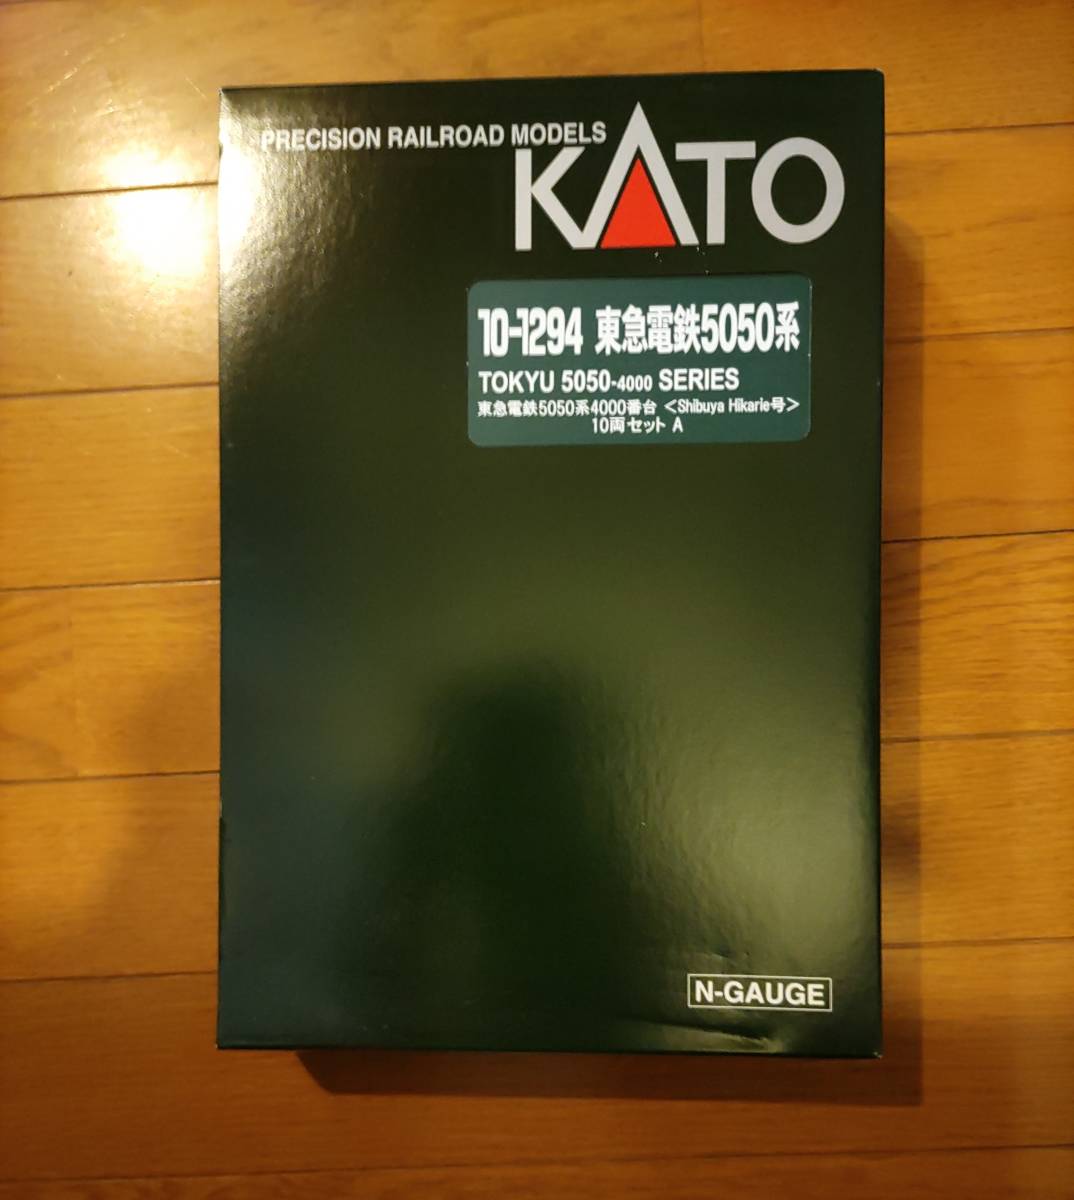 PRECISION RAILROAD MODELS
KATO
10-1294 東急電鉄5050系
TOKYU 5050-4000 SERIES
東急電鉄5050系4000番台 <Shibuya Hikarie号>
10両セット A
N-GAUGE